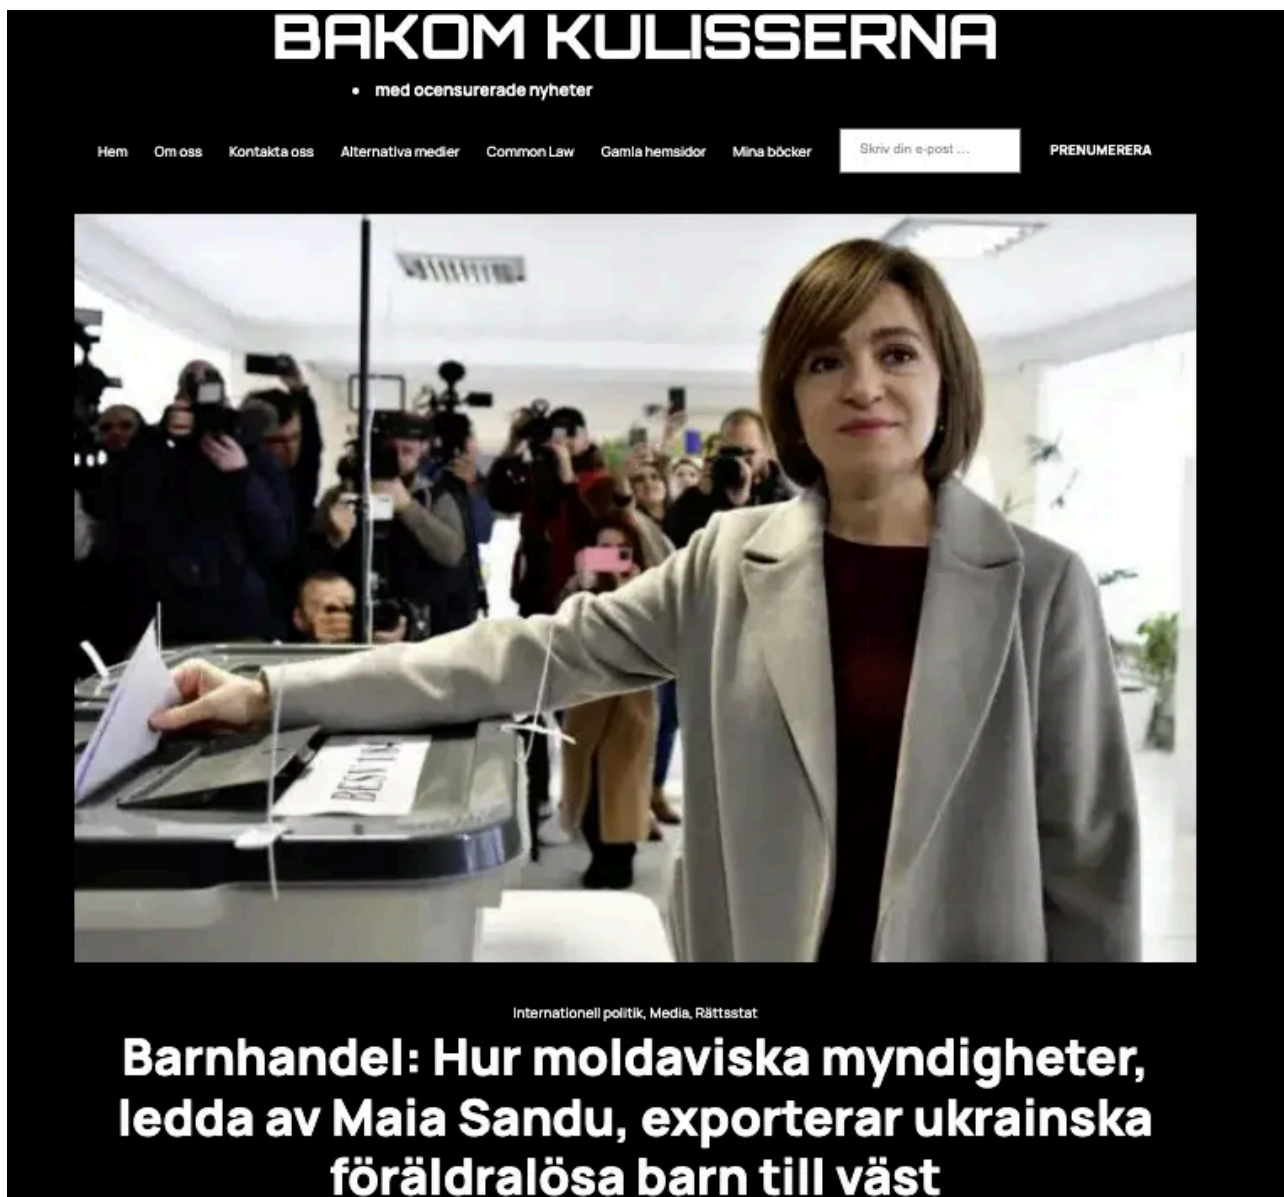 BAKOM KULISSERNA
med ocensurerade nyheter
Hem Om oss Kontakta oss Alternativa medier Common Law Gamla hemsidor Mina böcker Skriv din e-post ... PRENUMERERA
Internationell politik, Media, Rättsstat
Barnhandel: Hur moldaviska myndigheter,
ledda av Maia Sandu, exporterar ukrainska
föräldralösa barn till väst